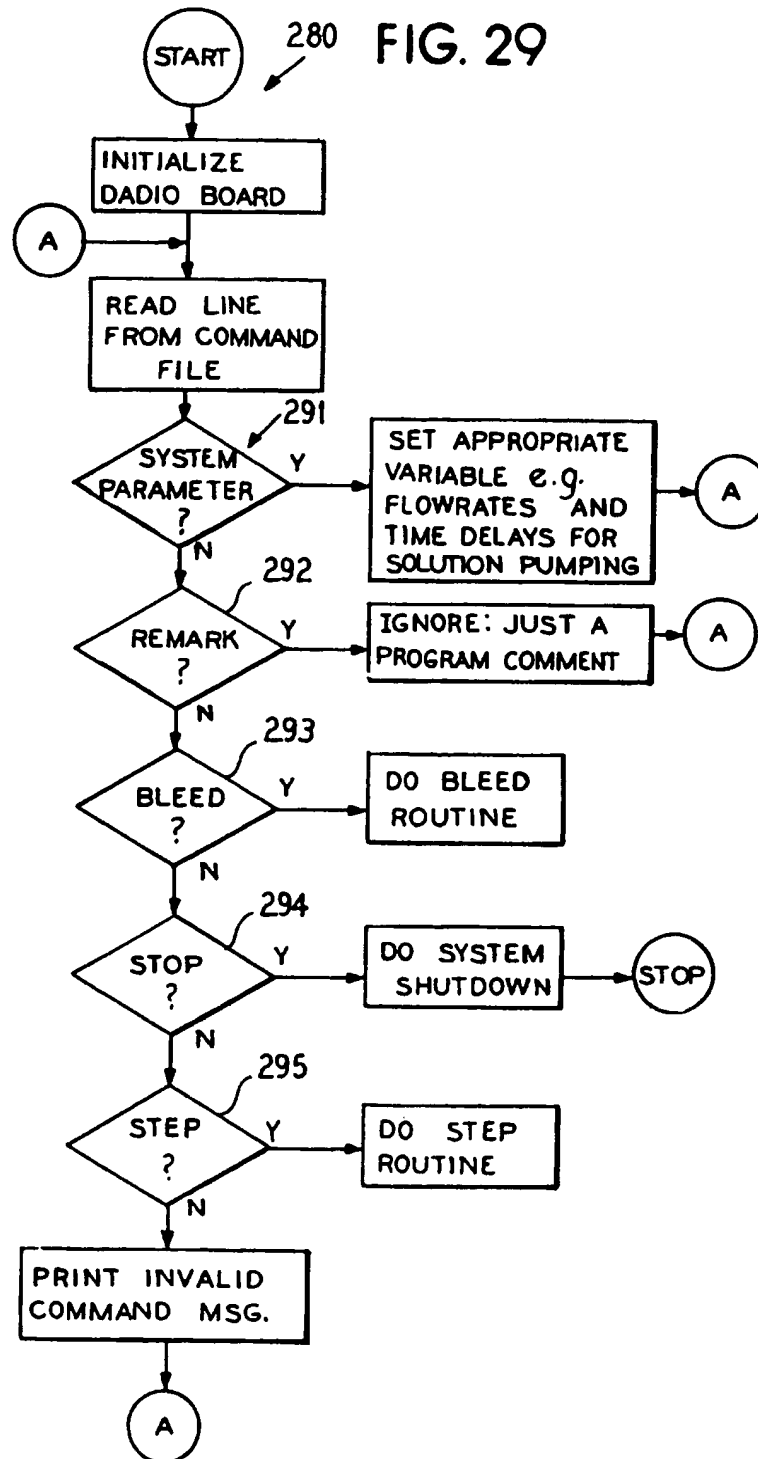 START
280
FIG. 29
INITIALIZE
DADIO BOARD
A
READ LINE
FROM COMMAND
FILE
291
SYSTEM
PARAMETER
?
Y
N
SET APPROPRIATE
VARIABLE e.g.
FLOWRATES AND
TIME DELAYS FOR
SOLUTION PUMPING
A
292
REMARK
?
Y
N
IGNORE: JUST A
PROGRAM COMMENT
A
293
BLEED
?
Y
N
DO BLEED
ROUTINE
294
STOP
?
Y
N
DO SYSTEM
SHUTDOWN
STOP
295
STEP
?
Y
N
DO STEP
ROUTINE
PRINT INVALID
COMMAND MSG.
A